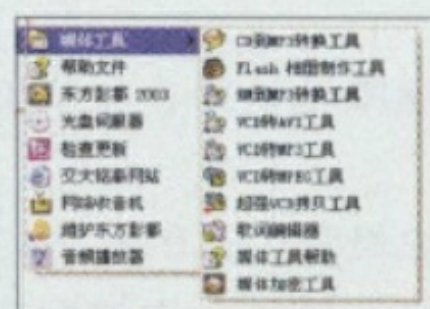 媒体工具
帮助文件
东方影都 2003
光盘伺服器
检查更新
交大铭泰网站
网络收音机
维护东方影都
音频播放器
CD到MP3转换工具
Flash 相册制作工具
RM到MP3转换工具
VCD转AVI工具
VCD转MP3工具
VCD转MPEG工具
超强VCD拷贝工具
歌词编辑器
媒体工具帮助
媒体加密工具